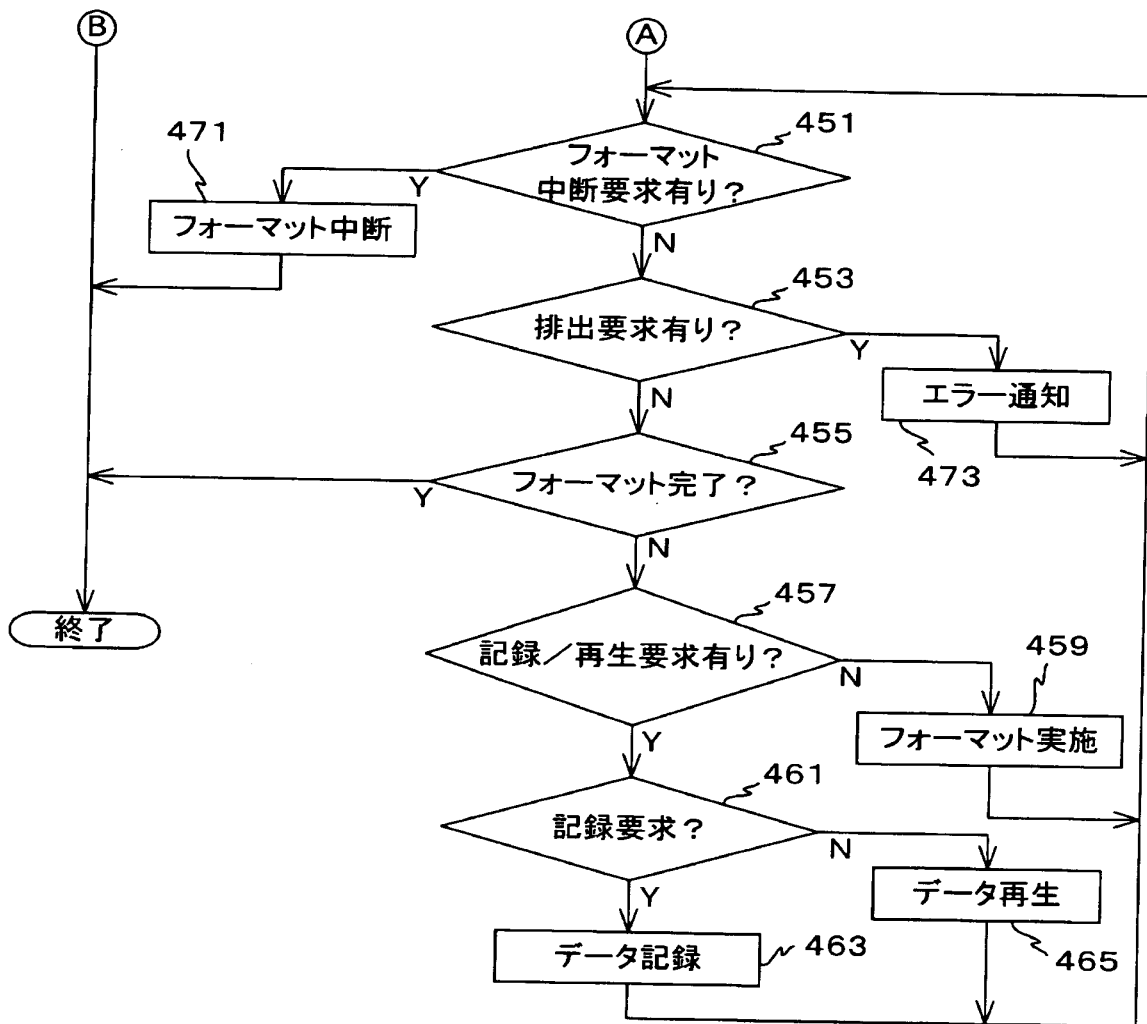 B
A
451
フォーマット
中断要求有り?
Y
N
471
フォーマット中断
453
排出要求有り?
Y
N
エラー通知
473
455
フォーマット完了?
Y
N
終了
457
記録/再生要求有り?
N
Y
459
フォーマット実施
461
記録要求?
N
Y
データ再生
465
データ記録
463